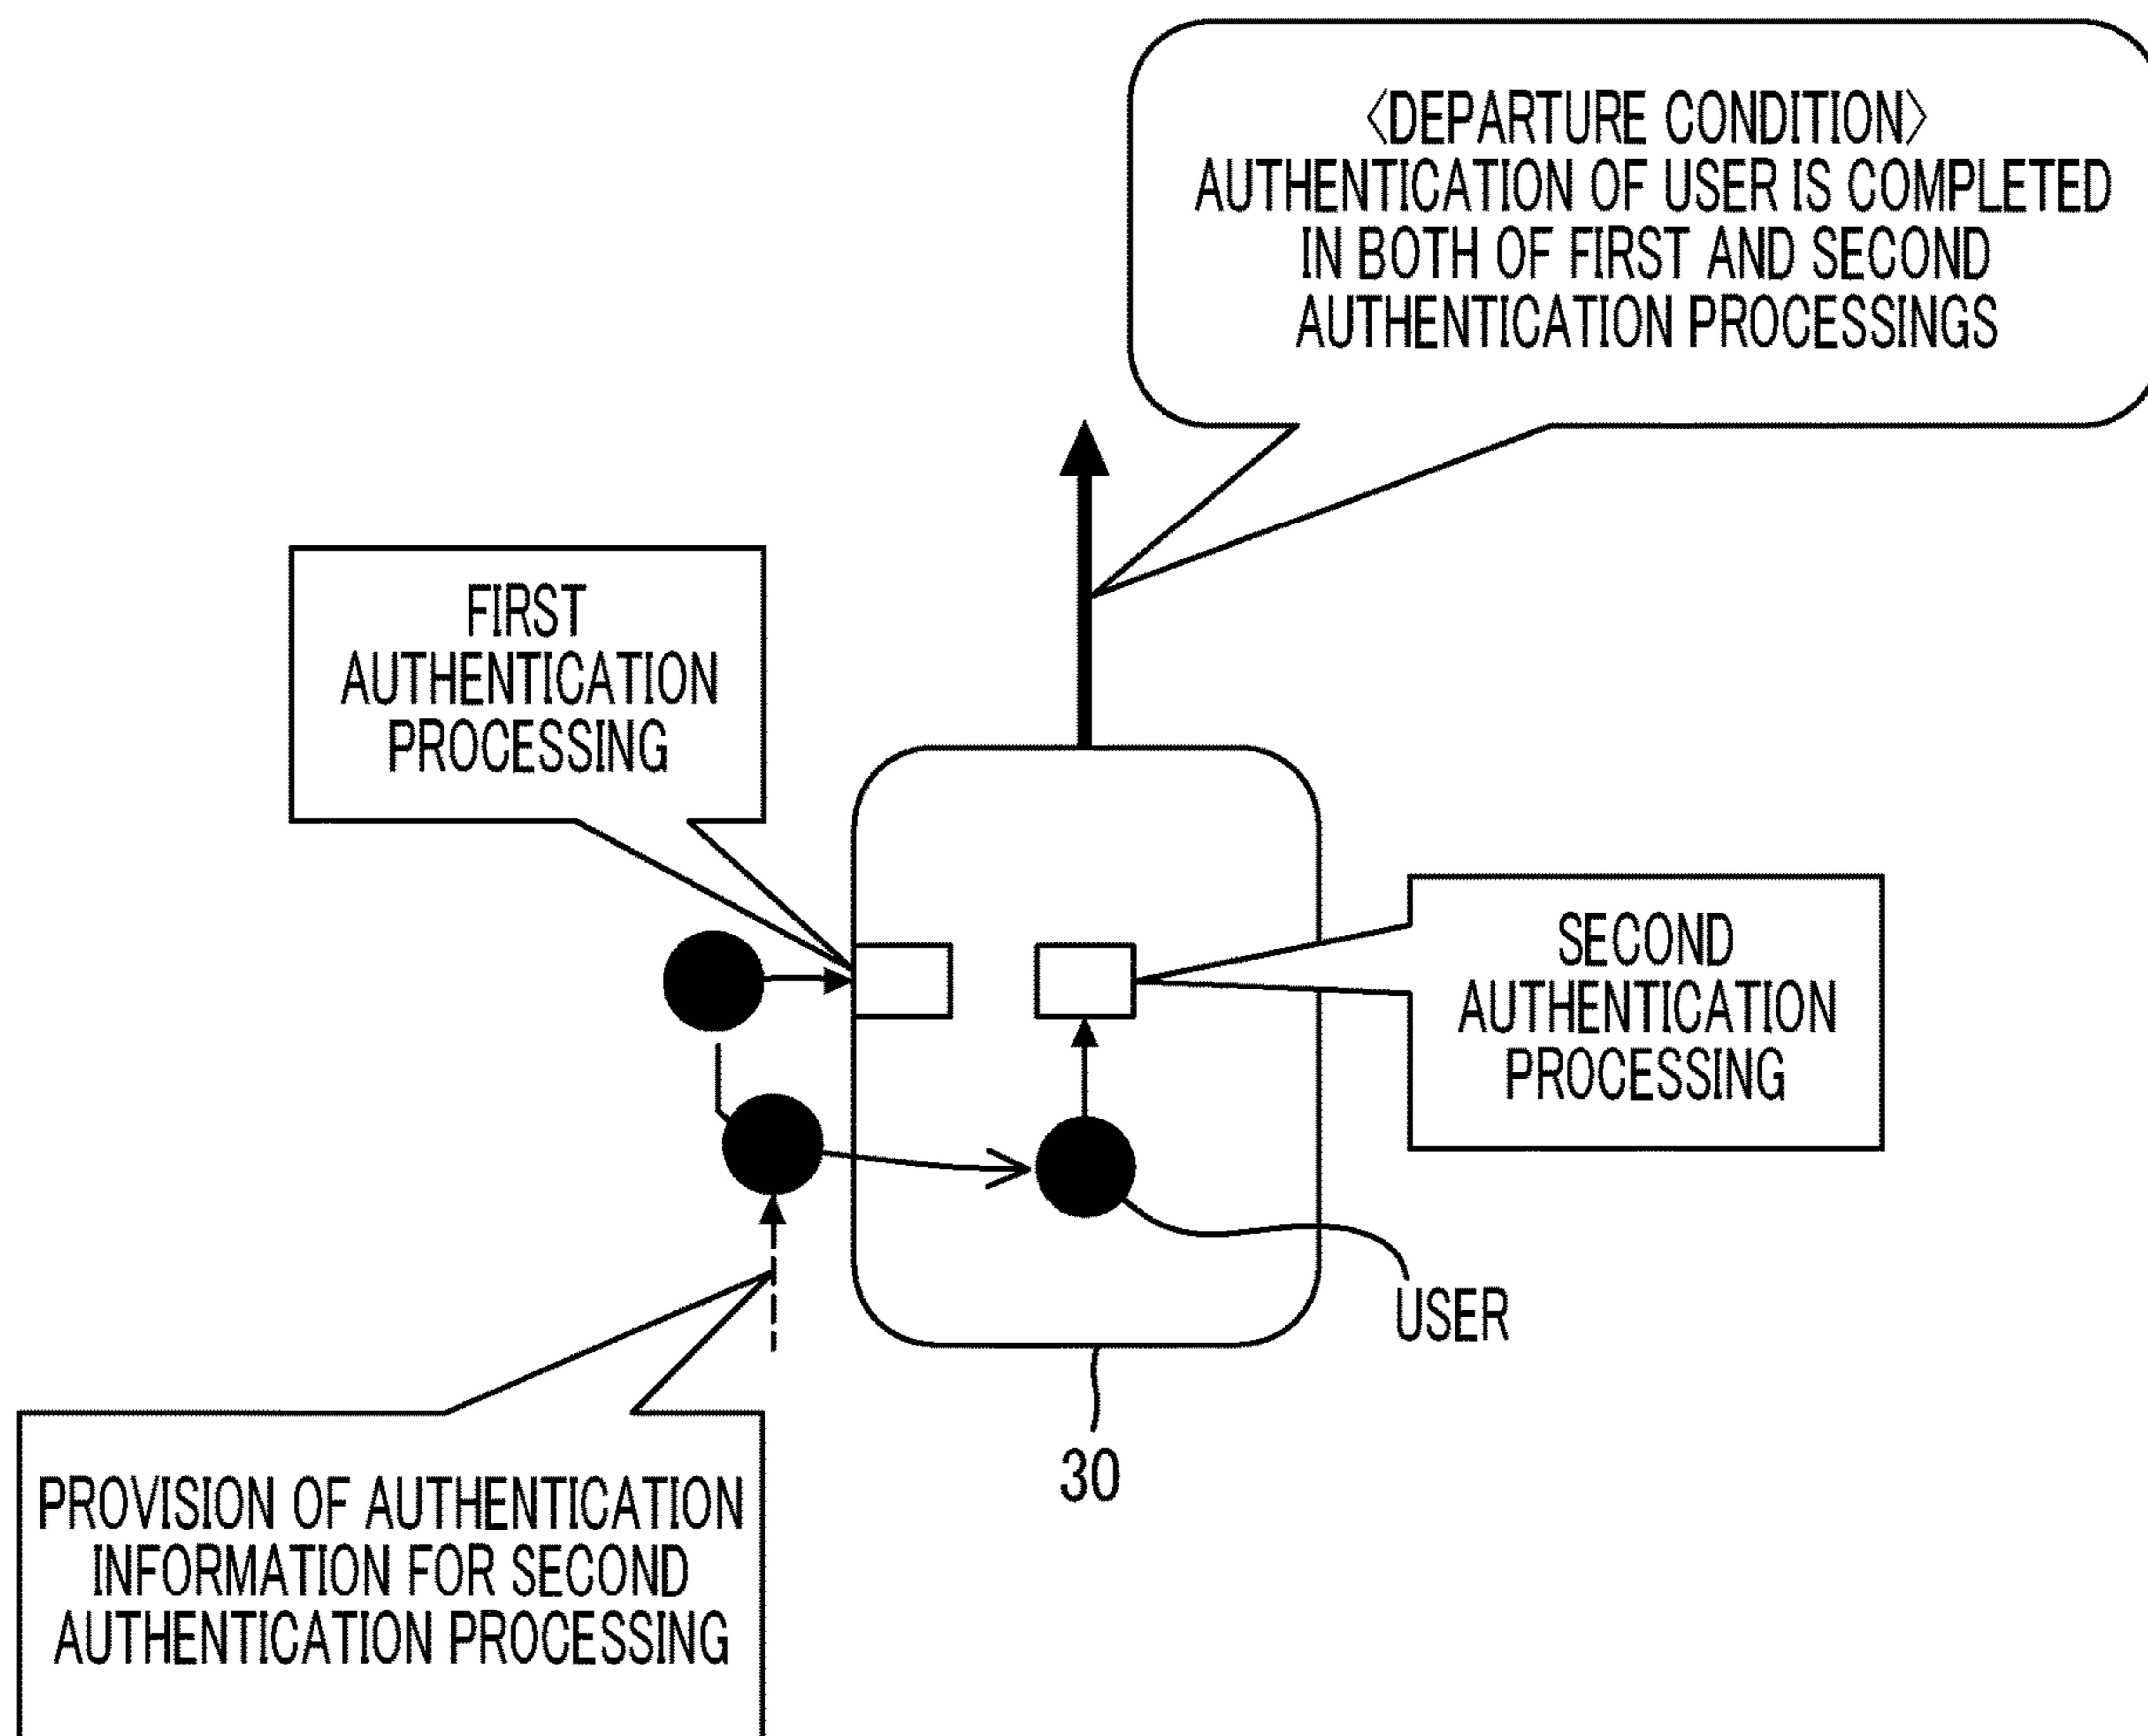 〈DEPARTURE CONDITION〉
AUTHENTICATION OF USER IS COMPLETED
IN BOTH OF FIRST AND SECOND
AUTHENTICATION PROCESSINGS
FIRST
AUTHENTICATION
PROCESSING
SECOND
AUTHENTICATION
PROCESSING
USER
30
PROVISION OF AUTHENTICATION
INFORMATION FOR SECOND
AUTHENTICATION PROCESSING